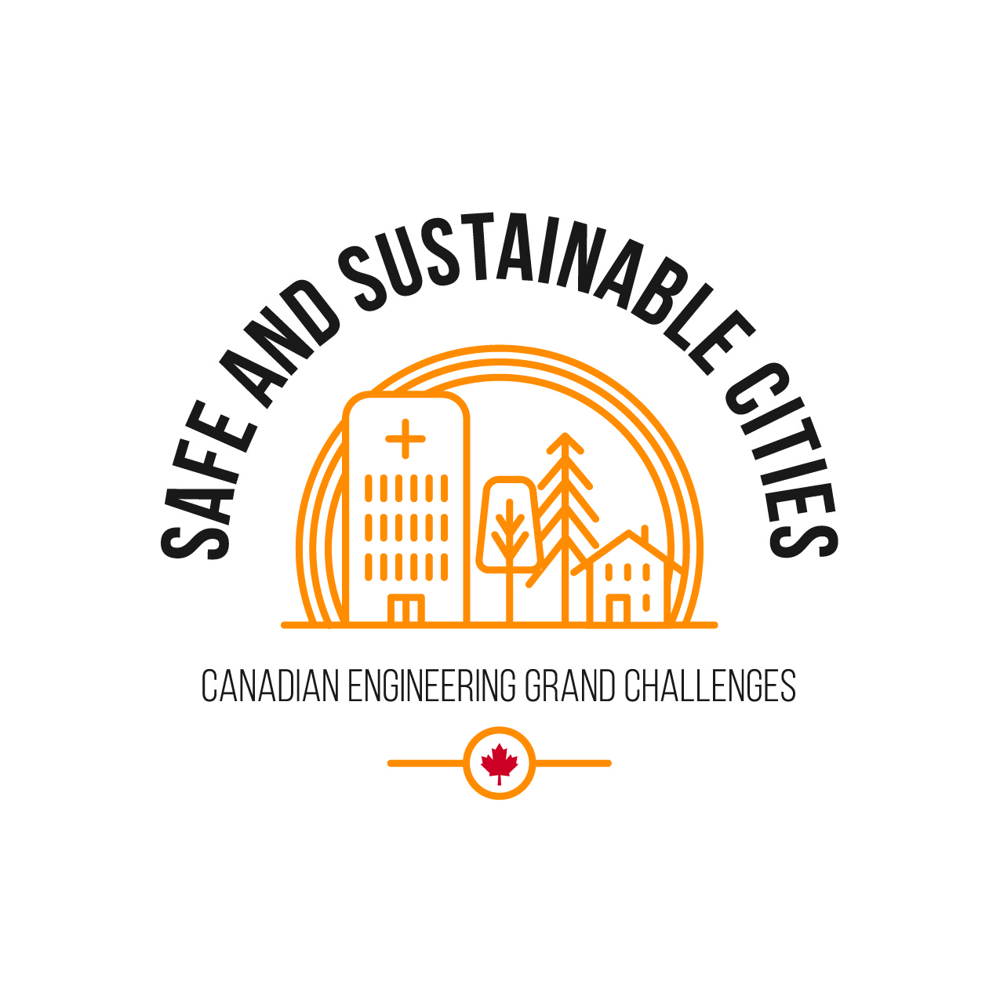 SAFE AND SUSTAINABLE CITIES
CANADIAN ENGINEERING GRAND CHALLENGES